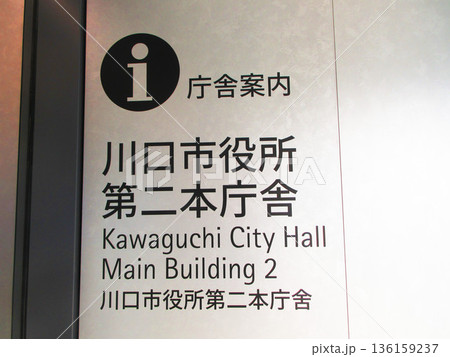 i 庁舎案内
川口市役所
第二本庁舎
Kawaguchi City Hall
Main Building 2
川口市役所第二本庁舎
PIXTA
136159237